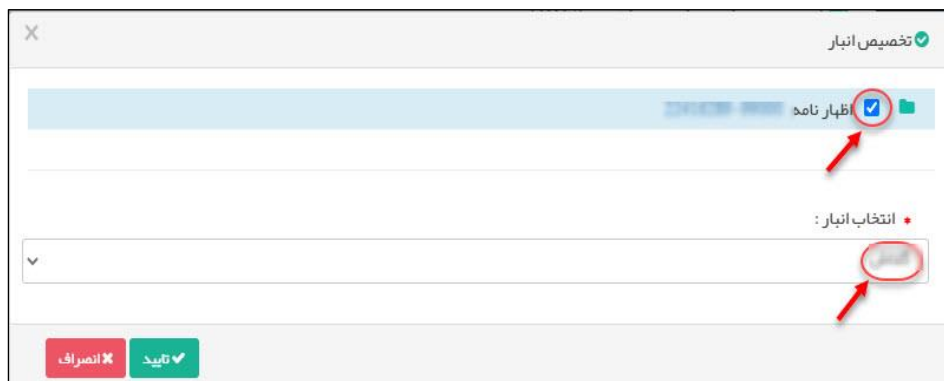 تخصیص انبار
اظهار نامه
* انتخاب انبار :
تایید
انصراف